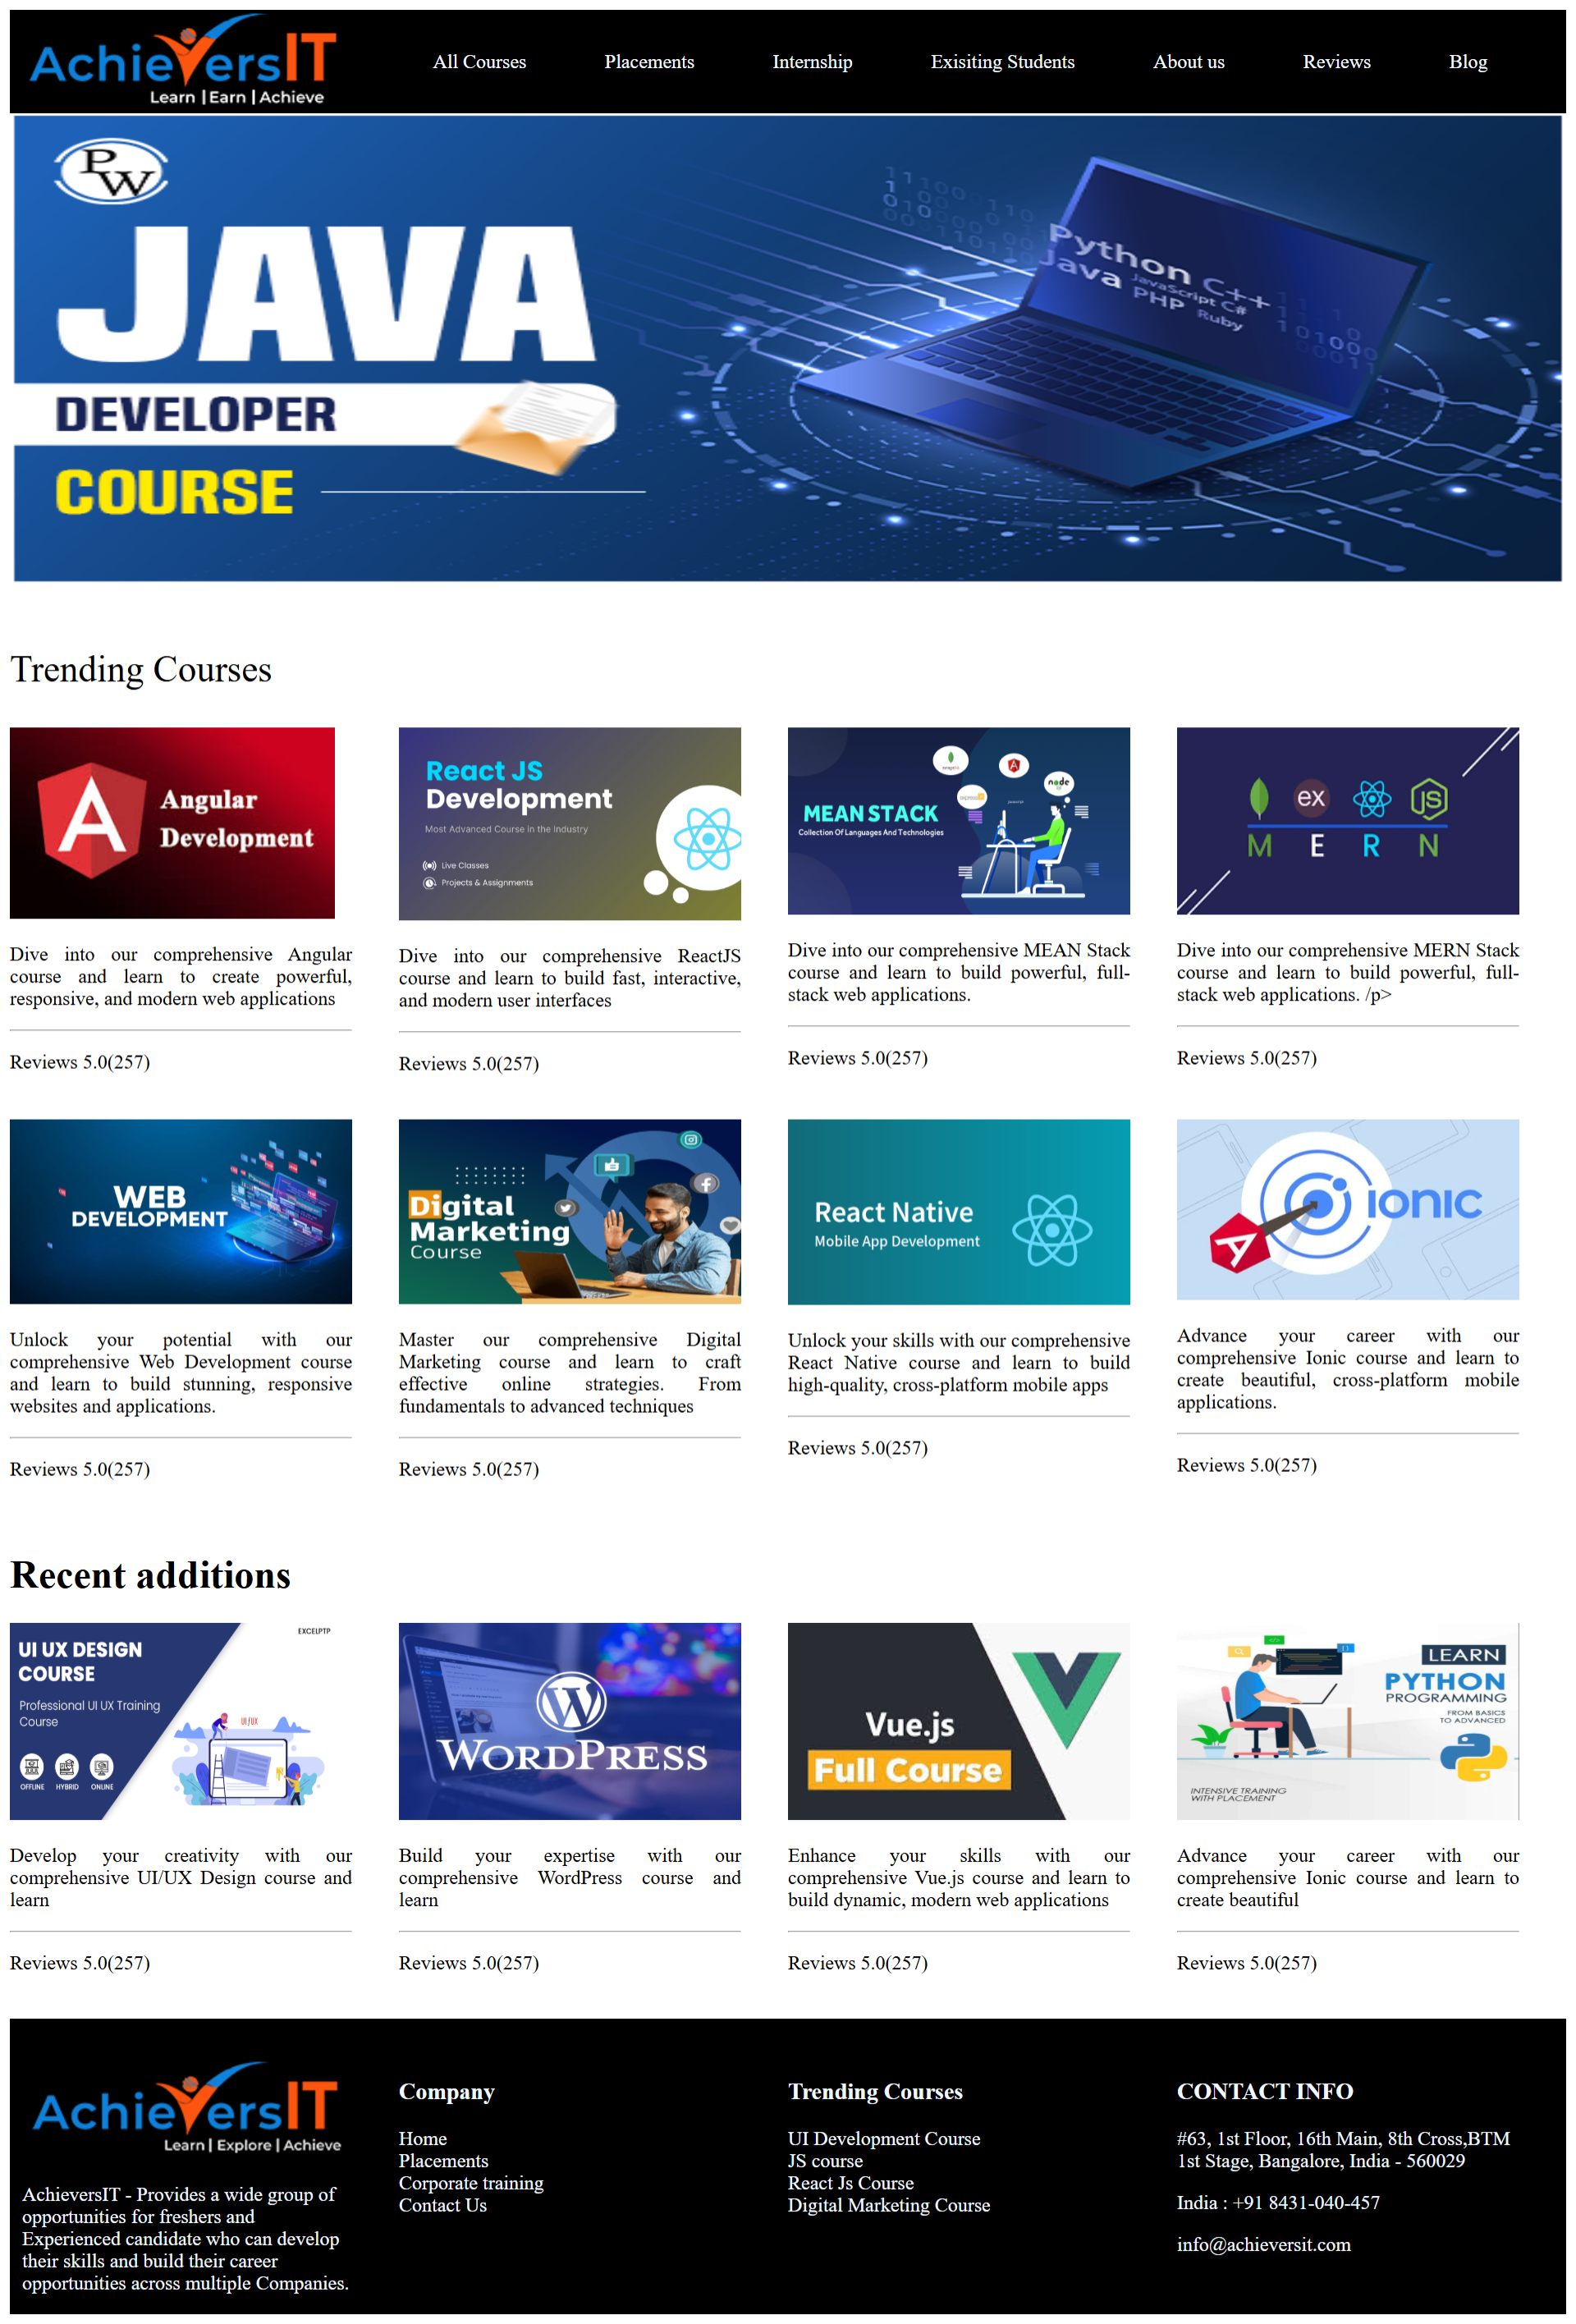 AchieversIT
Learn | Earn | Achieve
All Courses Placements Internship Exisiting Students About us Reviews Blog
PW
JAVA
DEVELOPER
COURSE
Python C++
Java JavaScript C#
PHP Ruby
Trending Courses
Angular
Development
Dive into our comprehensive Angular
course and learn to create powerful,
responsive, and modern web applications
Reviews 5.0(257)
React JS
Development
Most Advanced Course in the Industry
Live Classes
Projects & Assignments
Dive into our comprehensive ReactJS
course and learn to build fast, interactive,
and modern user interfaces
Reviews 5.0(257)
MEAN STACK
Collection Of Languages And Technologies
node
Dive into our comprehensive MEAN Stack
course and learn to build powerful, full-
stack web applications.
Reviews 5.0(257)
ex JS
M E R N
Dive into our comprehensive MERN Stack
course and learn to build powerful, full-
stack web applications. /p>
Reviews 5.0(257)
WEB
DEVELOPMENT
Unlock your potential with our
comprehensive Web Development course
and learn to build stunning, responsive
websites and applications.
Reviews 5.0(257)
Digital
Marketing
Course
Master our comprehensive Digital
Marketing course and learn to craft
effective online strategies. From
fundamentals to advanced techniques
Reviews 5.0(257)
React Native
Mobile App Development
Unlock your skills with our comprehensive
React Native course and learn to build
high-quality, cross-platform mobile apps
Reviews 5.0(257)
IONIC
Advance your career with our
comprehensive Ionic course and learn to
create beautiful, cross-platform mobile
applications.
Reviews 5.0(257)
Recent additions
EXCELPTP
UI UX DESIGN
COURSE
Professional UI UX Training
Course
UI/UX
OFFLINE HYBRID ONLINE
Develop your creativity with our
comprehensive UI/UX Design course and
learn
Reviews 5.0(257)
WORDPRESS
Build your expertise with our
comprehensive WordPress course and
learn
Reviews 5.0(257)
Vue.js
Full Course
Enhance your skills with our
comprehensive Vue.js course and learn to
build dynamic, modern web applications
Reviews 5.0(257)
LEARN
PYTHON
PROGRAMMING
FROM BASICS
TO ADVANCED
INTENSIVE TRAINING
WITH PLACEMENT
Advance your career with our
comprehensive Ionic course and learn to
create beautiful
Reviews 5.0(257)
AchieversIT
Learn | Explore | Achieve
AchieversIT - Provides a wide group of
opportunities for freshers and
Experienced candidate who can develop
their skills and build their career
opportunities across multiple Companies.
Company
Home
Placements
Corporate training
Contact Us
Trending Courses
UI Development Course
JS course
React Js Course
Digital Marketing Course
CONTACT INFO
#63, 1st Floor, 16th Main, 8th Cross,BTM
1st Stage, Bangalore, India - 560029
India : +91 8431-040-457
info@achieversit.com